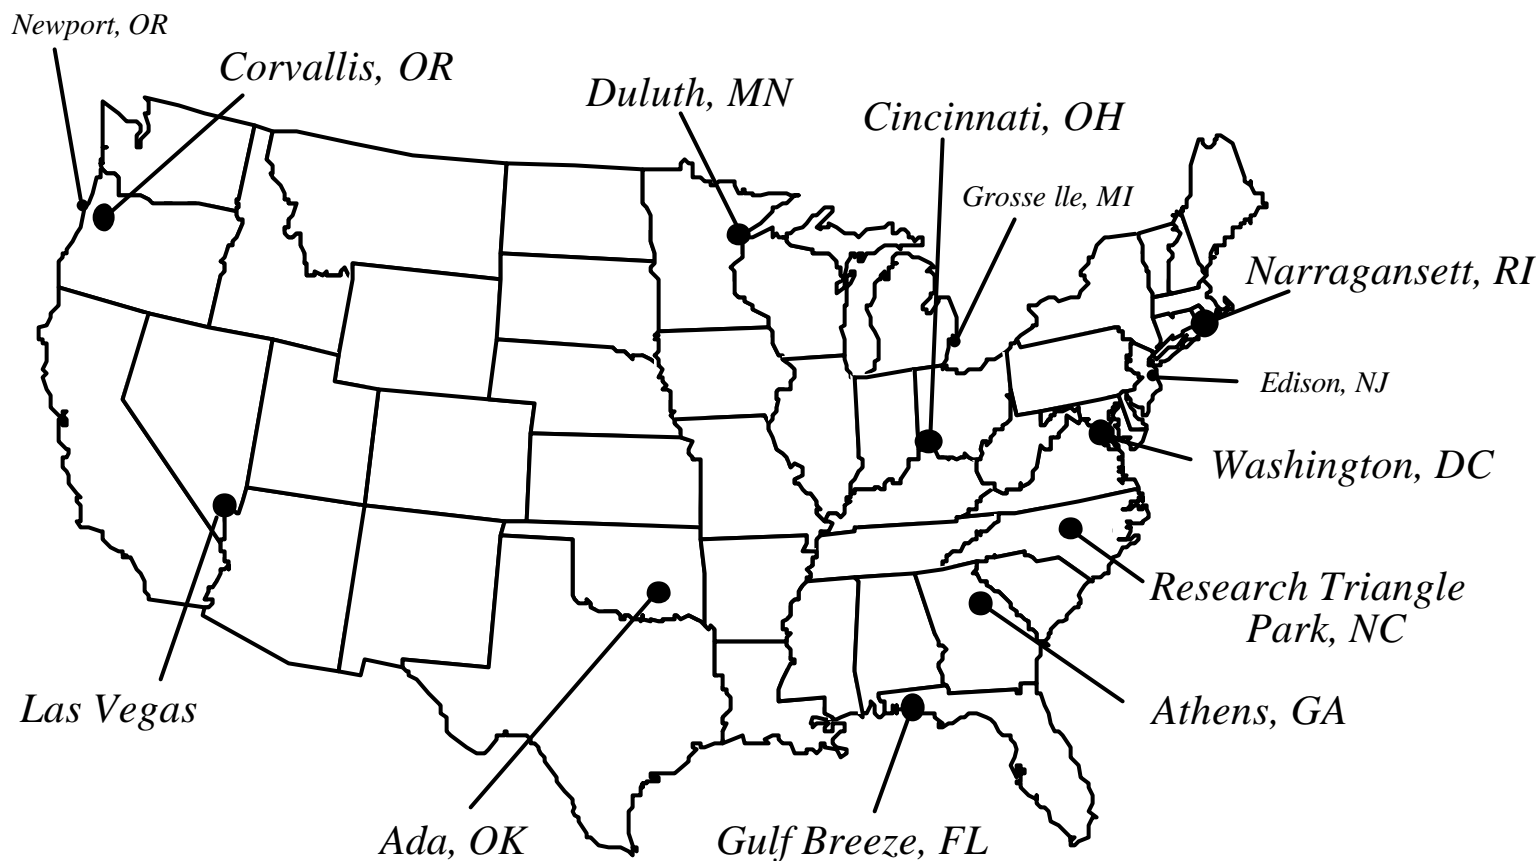 Newport, OR
Corvallis, OR
Duluth, MN
Cincinnati, OH
Grosse lle, MI
Narragansett, RI
Edison, NJ
Washington, DC
Research Triangle
Park, NC
Athens, GA
Las Vegas
Ada, OK
Gulf Breeze, FL